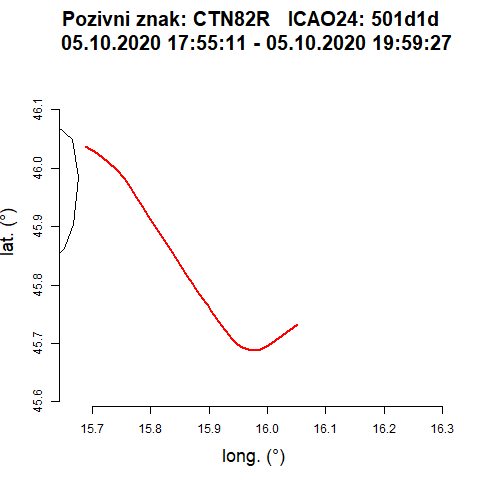 Pozivni znak: CTN82R   ICAO24: 501d1d
05.10.2020 17:55:11 - 05.10.2020 19:59:27
46.1
46.0
45.9
45.8
45.7
45.6
lat. (°)
15.7 15.8 15.9 16.0 16.1 16.2 16.3
long. (°)